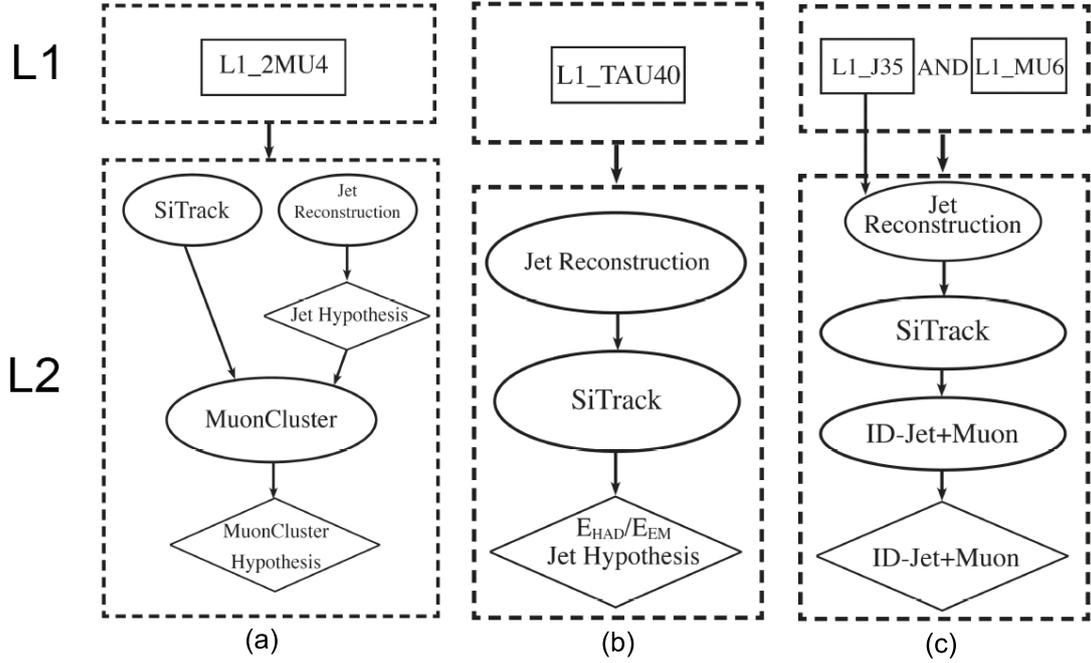 L1
L1_2MU4
L1_TAU40
L1_J35 AND L1_MU6
L2
SiTrack
Jet
Reconstruction
Jet Hypothesis
MuonCluster
MuonCluster
Hypothesis
(a)
Jet Reconstruction
SiTrack
E_HAD/E_EM
Jet Hypothesis
(b)
Jet
Reconstruction
SiTrack
ID-Jet+Muon
ID-Jet+Muon
(c)